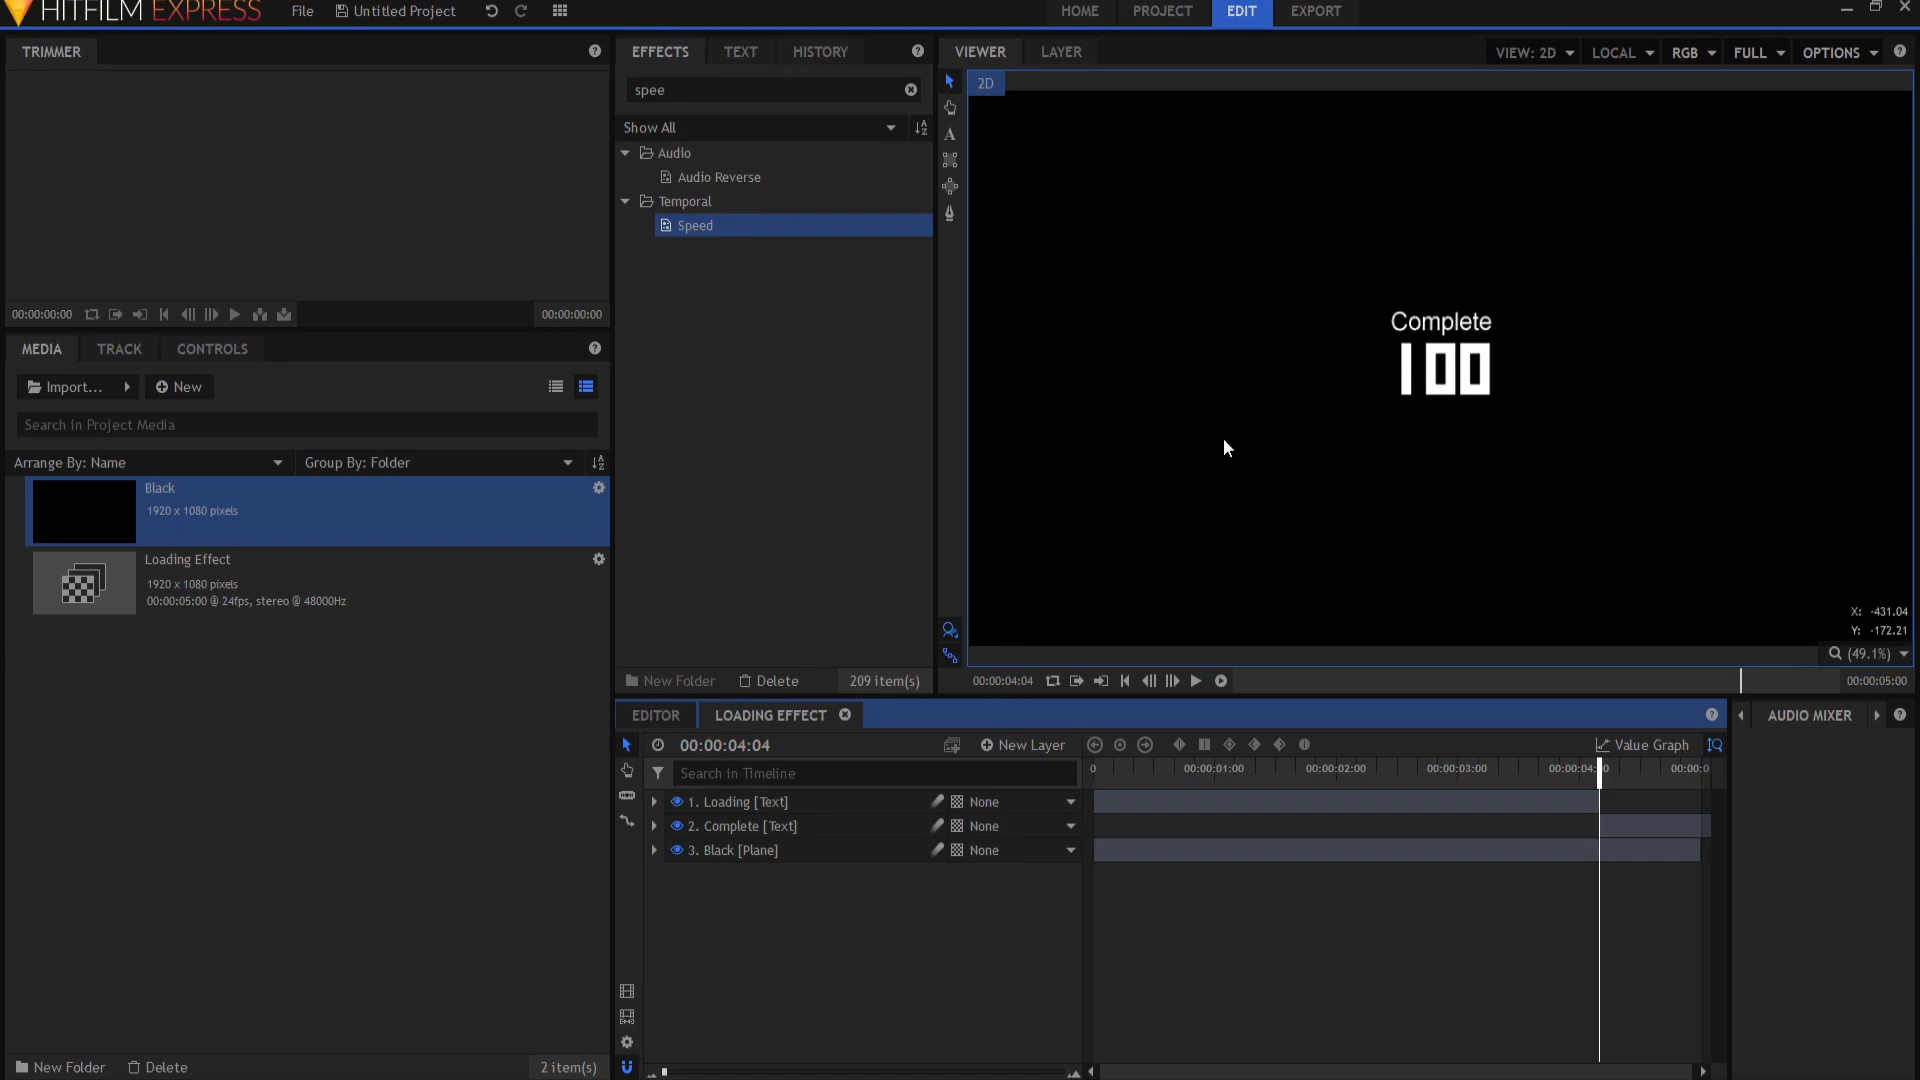 HITFILM EXPRESS
File
Untitled Project
HOME
PROJECT
EDIT
EXPORT
TRIMMER
00:00:00:00
00:00:00:00
MEDIA
TRACK
CONTROLS
Import...
New
Search in Project Media
Arrange By: Name
Group By: Folder
Black
1920 x 1080 pixels
Loading Effect
1920 x 1080 pixels
00:00:05:00 @ 24fps, stereo @ 48000Hz
New Folder
Delete
2 item(s)
EFFECTS
TEXT
HISTORY
spee
Show All
Audio
Audio Reverse
Temporal
Speed
New Folder
Delete
209 item(s)
VIEWER
LAYER
VIEW: 2D
LOCAL
RGB
FULL
OPTIONS
2D
Complete
100
X: -431.04
Y: -172.21
(49.1%)
00:00:04:04
00:00:05:00
EDITOR
LOADING EFFECT
00:00:04:04
New Layer
Value Graph
Search in Timeline
0
00:00:01:00
00:00:02:00
00:00:03:00
1. Loading [Text]
None
2. Complete [Text]
None
3. Black [Plane]
None
AUDIO MIXER